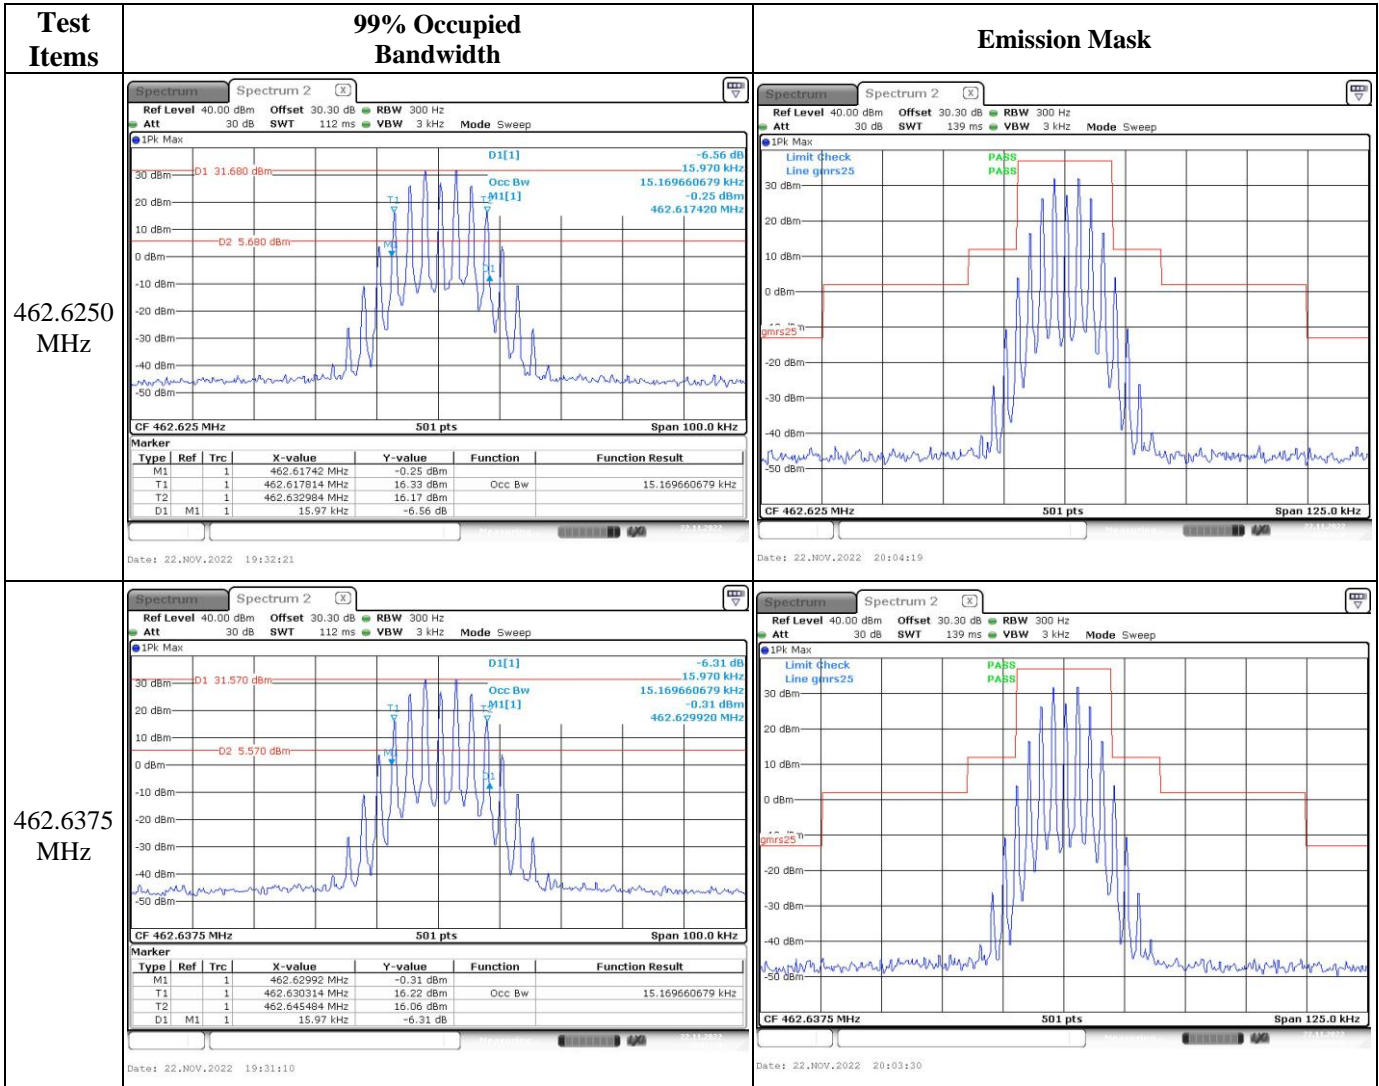 Test Items
99% Occupied Bandwidth
Emission Mask
462.6250 MHz
Spectrum
Spectrum 2
Ref Level 40.00 dBm Offset 30.30 dB RBW 300 Hz
Att 30 dB SWT 112 ms VBW 3 kHz Mode Sweep
1Pk Max
D1[1] -6.56 dB
15.970 kHz
Occ Bw 15.169660679 kHz
M1[1] -0.25 dBm
462.617420 MHz
D1 31.680 dBm
D2 5.680 dBm
T1
T2
M1
D1
30 dBm
20 dBm
10 dBm
0 dBm
-10 dBm
-20 dBm
-30 dBm
-40 dBm
-50 dBm
CF 462.625 MHz 501 pts Span 100.0 kHz
Marker
Type Ref Trc X-value Y-value Function Function Result
M1 1 462.61742 MHz -0.25 dBm
T1 1 462.617814 MHz 16.33 dBm Occ Bw 15.169660679 kHz
T2 1 462.632984 MHz 16.17 dBm
D1 M1 1 15.97 kHz -6.56 dB
Date: 22.NOV.2022 19:32:21
Spectrum
Spectrum 2
Ref Level 40.00 dBm Offset 30.30 dB RBW 300 Hz
Att 30 dB SWT 139 ms VBW 3 kHz Mode Sweep
1Pk Max
Limit Check PASS
Line gmrs25 PASS
30 dBm
20 dBm
10 dBm
0 dBm
gmrs25
-20 dBm
-30 dBm
-40 dBm
-50 dBm
CF 462.625 MHz 501 pts Span 125.0 kHz
Date: 22.NOV.2022 20:04:19
462.6375 MHz
Spectrum
Spectrum 2
Ref Level 40.00 dBm Offset 30.30 dB RBW 300 Hz
Att 30 dB SWT 112 ms VBW 3 kHz Mode Sweep
1Pk Max
D1[1] -6.31 dB
15.970 kHz
Occ Bw 15.169660679 kHz
M1[1] -0.31 dBm
462.629920 MHz
D1 31.570 dBm
D2 5.570 dBm
T1
T2
M1
D1
30 dBm
20 dBm
10 dBm
0 dBm
-10 dBm
-20 dBm
-30 dBm
-40 dBm
-50 dBm
CF 462.6375 MHz 501 pts Span 100.0 kHz
Marker
Type Ref Trc X-value Y-value Function Function Result
M1 1 462.62992 MHz -0.31 dBm
T1 1 462.630314 MHz 16.22 dBm Occ Bw 15.169660679 kHz
T2 1 462.645484 MHz 16.06 dBm
D1 M1 1 15.97 kHz -6.31 dB
Date: 22.NOV.2022 19:31:10
Spectrum
Spectrum 2
Ref Level 40.00 dBm Offset 30.30 dB RBW 300 Hz
Att 30 dB SWT 139 ms VBW 3 kHz Mode Sweep
1Pk Max
Limit Check PASS
Line gmrs25 PASS
30 dBm
20 dBm
10 dBm
0 dBm
gmrs25
-20 dBm
-30 dBm
-40 dBm
-50 dBm
CF 462.6375 MHz 501 pts Span 125.0 kHz
Date: 22.NOV.2022 20:03:30